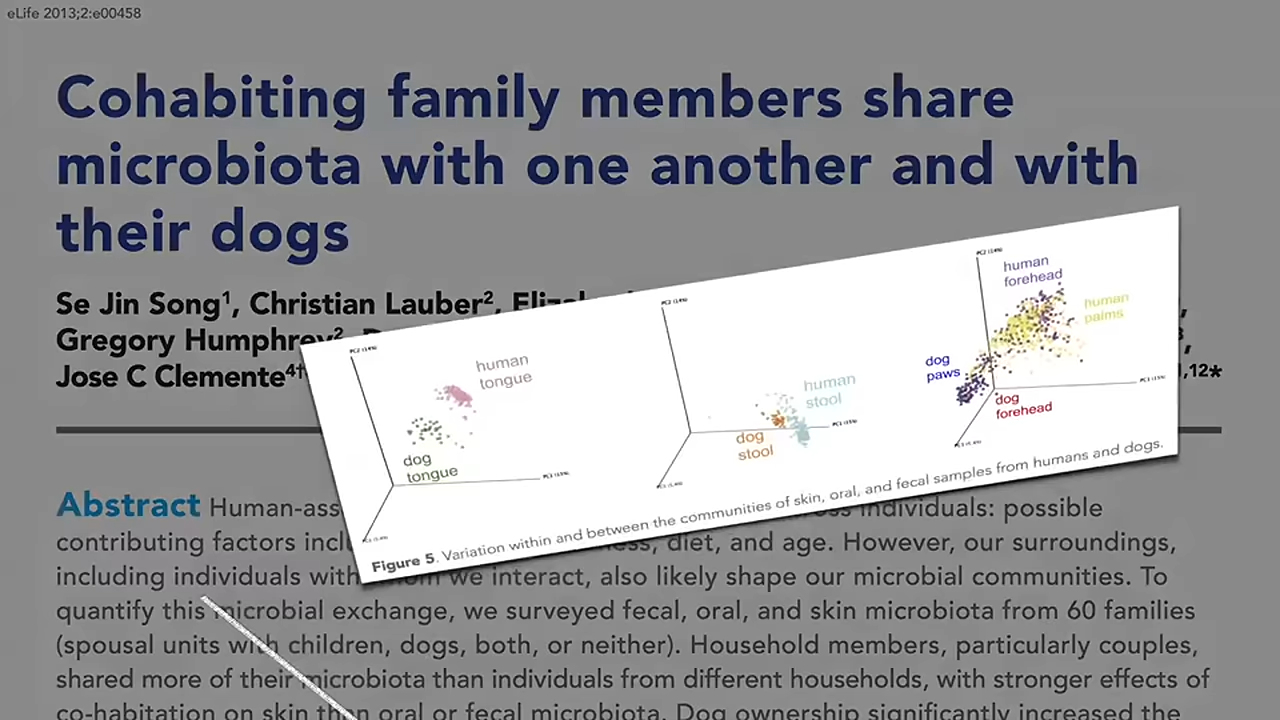 eLife 2013;2:e00458
Cohabiting family members share
microbiota with one another and with
their dogs
Se Jin Song¹, Christian Lauber²,
Gregory Humphrey²,
Jose C Clemente⁴†
1,12*
PC2 (14%)
human
tongue
dog
tongue
PC2 (14%)
human
stool
dog
stool
PC2 (14%)
human
forehead
human
palms
dog
paws
dog
forehead
Figure 5. Variation within and between the communities of skin, oral, and fecal samples from humans and dogs.
Abstract Human-ass individuals: possible
contributing factors incl diet, and age. However, our surroundings,
including individuals with we interact, also likely shape our microbial communities. To
quantify this microbial exchange, we surveyed fecal, oral, and skin microbiota from 60 families
(spousal units with children, dogs, both, or neither). Household members, particularly couples,
shared more of their microbiota than individuals from different households, with stronger effects of
co-habitation on skin than oral or fecal microbiota. Dog ownership significantly increased the